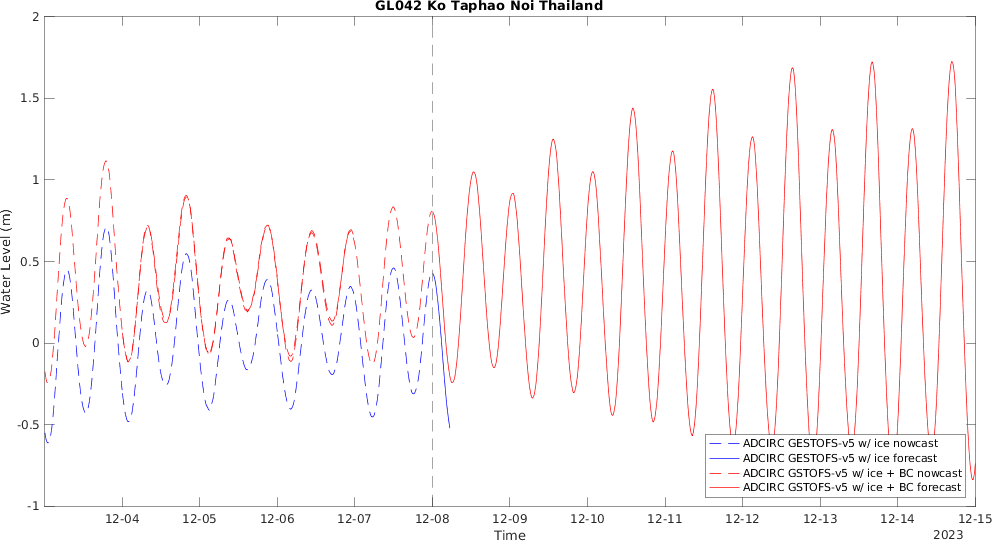 GL042 Ko Taphao Noi Thailand
2
1.5
1
0.5
0
-0.5
-1
Water Level (m)
ADCIRC GESTOFS-v5 w/ ice nowcast
ADCIRC GESTOFS-v5 w/ ice forecast
ADCIRC GSTOFS-v5 w/ ice + BC nowcast
ADCIRC GSTOFS-v5 w/ ice + BC forecast
12-04 12-05 12-06 12-07 12-08 12-09 12-10 12-11 12-12 12-13 12-14 12-15
Time
2023